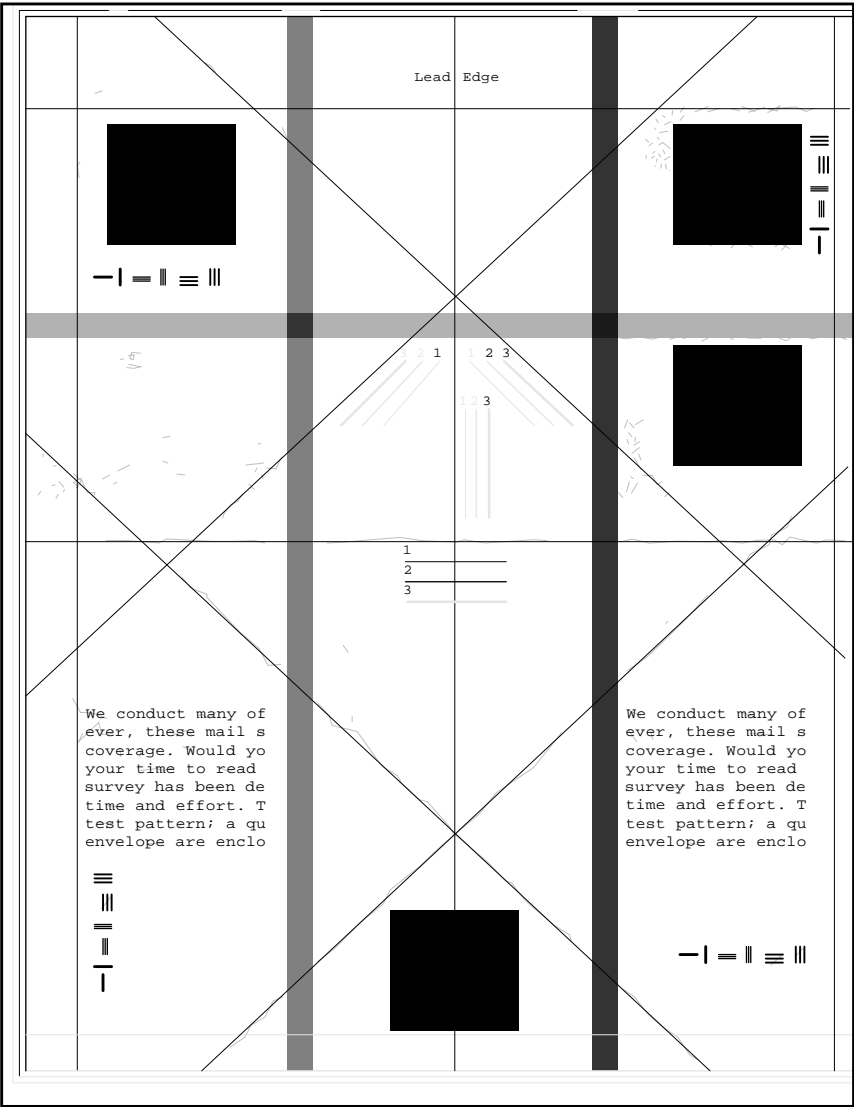 Lead Edge
3 2 1 1 2 3
1 2 3
1
2
3
We conduct many of
ever, these mail s
coverage. Would yo
your time to read
survey has been de
time and effort. T
test pattern; a qu
envelope are enclo
We conduct many of
ever, these mail s
coverage. Would yo
your time to read
survey has been de
time and effort. T
test pattern; a qu
envelope are enclo